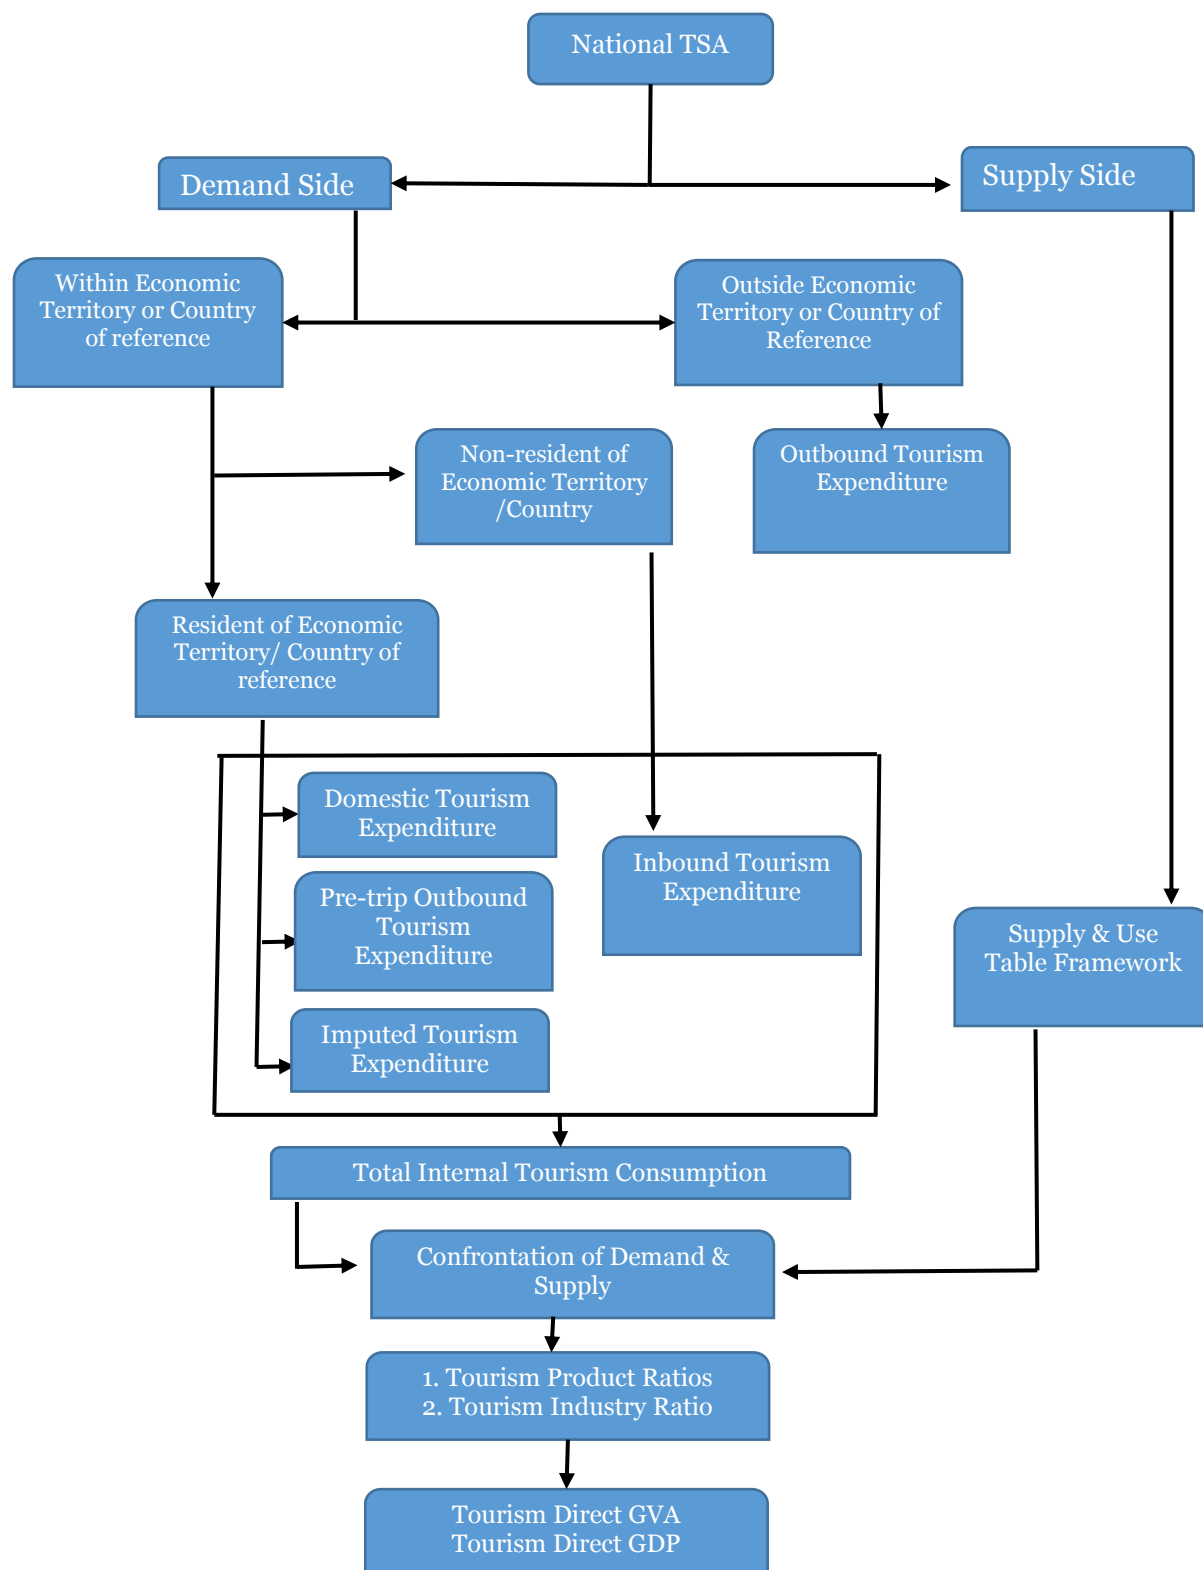 National TSA
Demand Side
Supply Side
Within Economic
Territory or Country
of reference
Outside Economic
Territory or Country of
Reference
Non-resident of
Economic Territory
/Country
Outbound Tourism
Expenditure
Resident of Economic
Territory/ Country of
reference
Domestic Tourism
Expenditure
Pre-trip Outbound
Tourism
Expenditure
Imputed Tourism
Expenditure
Inbound Tourism
Expenditure
Supply & Use
Table Framework
Total Internal Tourism Consumption
Confrontation of Demand &
Supply
1. Tourism Product Ratios
2. Tourism Industry Ratio
Tourism Direct GVA
Tourism Direct GDP